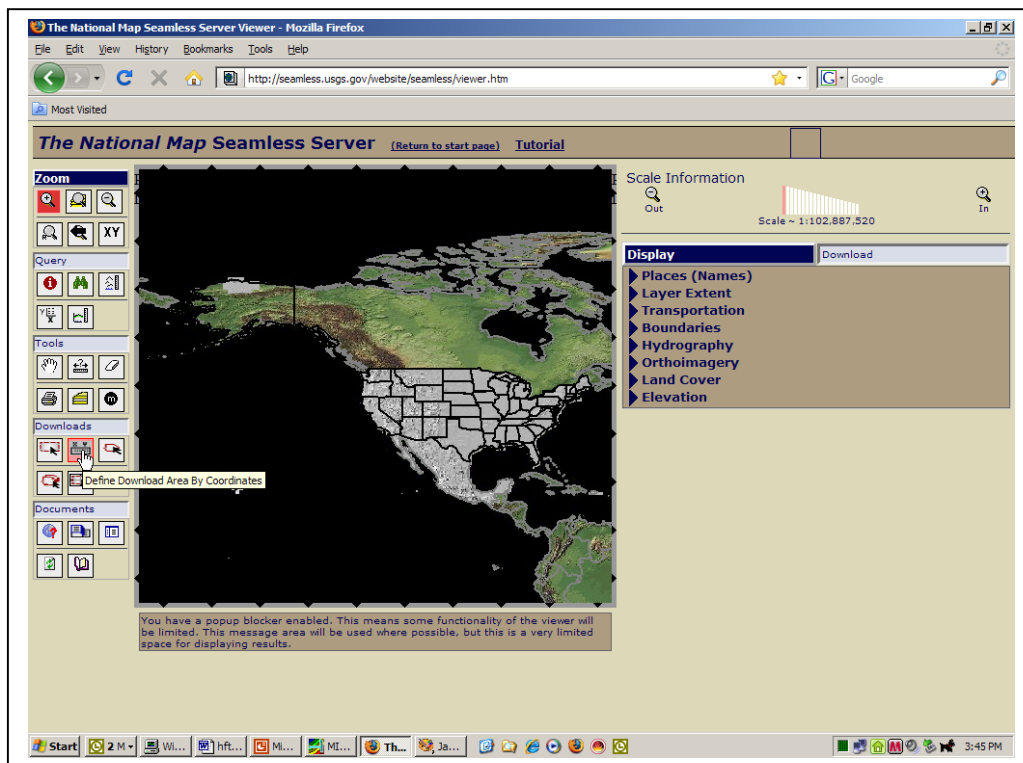 The National Map Seamless Server Viewer - Mozilla Firefox
File Edit View History Bookmarks Tools Help
http://seamless.usgs.gov/website/seamless/viewer.htm
Google
Most Visited
The National Map Seamless Server (Return to start page) Tutorial
Zoom
XY
Query
Tools
Downloads
Define Download Area By Coordinates
Documents
Scale Information
Out
In
Scale ~ 1:102,887,520
Display
Download
Places (Names)
Layer Extent
Transportation
Boundaries
Hydrography
Orthoimagery
Land Cover
Elevation
You have a popup blocker enabled. This means some functionality of the viewer will
be limited. This message area will be used where possible, but this is a very limited
space for displaying results.
Start 2 M Wi... hft... Mi... MI... Th... Ja... 3:45 PM